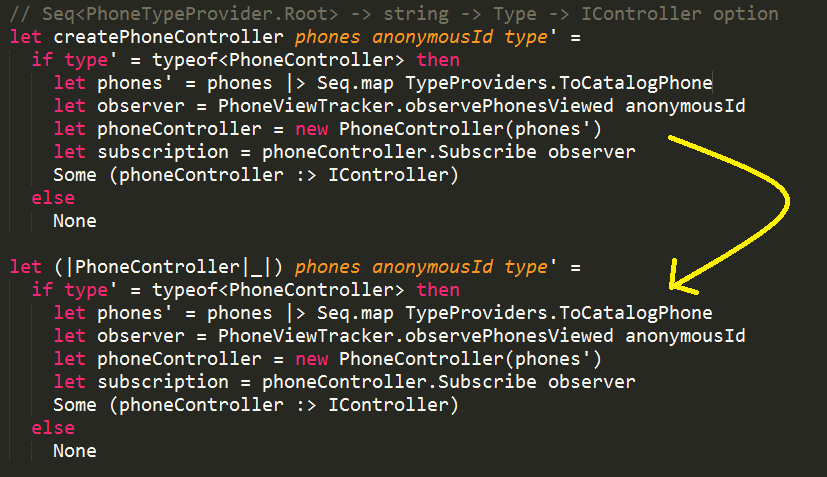 // Seq<PhoneTypeProvider.Root> -> string -> Type -> IController option
let createPhoneController phones anonymousId type' =
if type' = typeof<PhoneController> then
let phones' = phones |> Seq.map TypeProviders.ToCatalogPhone
let observer = PhoneViewTracker.observePhonesViewed anonymousId
let phoneController = new PhoneController(phones')
let subscription = phoneController.Subscribe observer
Some (phoneController :> IController)
else
None
let (|PhoneController|_|) phones anonymousId type' =
if type' = typeof<PhoneController> then
let phones' = phones |> Seq.map TypeProviders.ToCatalogPhone
let observer = PhoneViewTracker.observePhonesViewed anonymousId
let phoneController = new PhoneController(phones')
let subscription = phoneController.Subscribe observer
Some (phoneController :> IController)
else
None